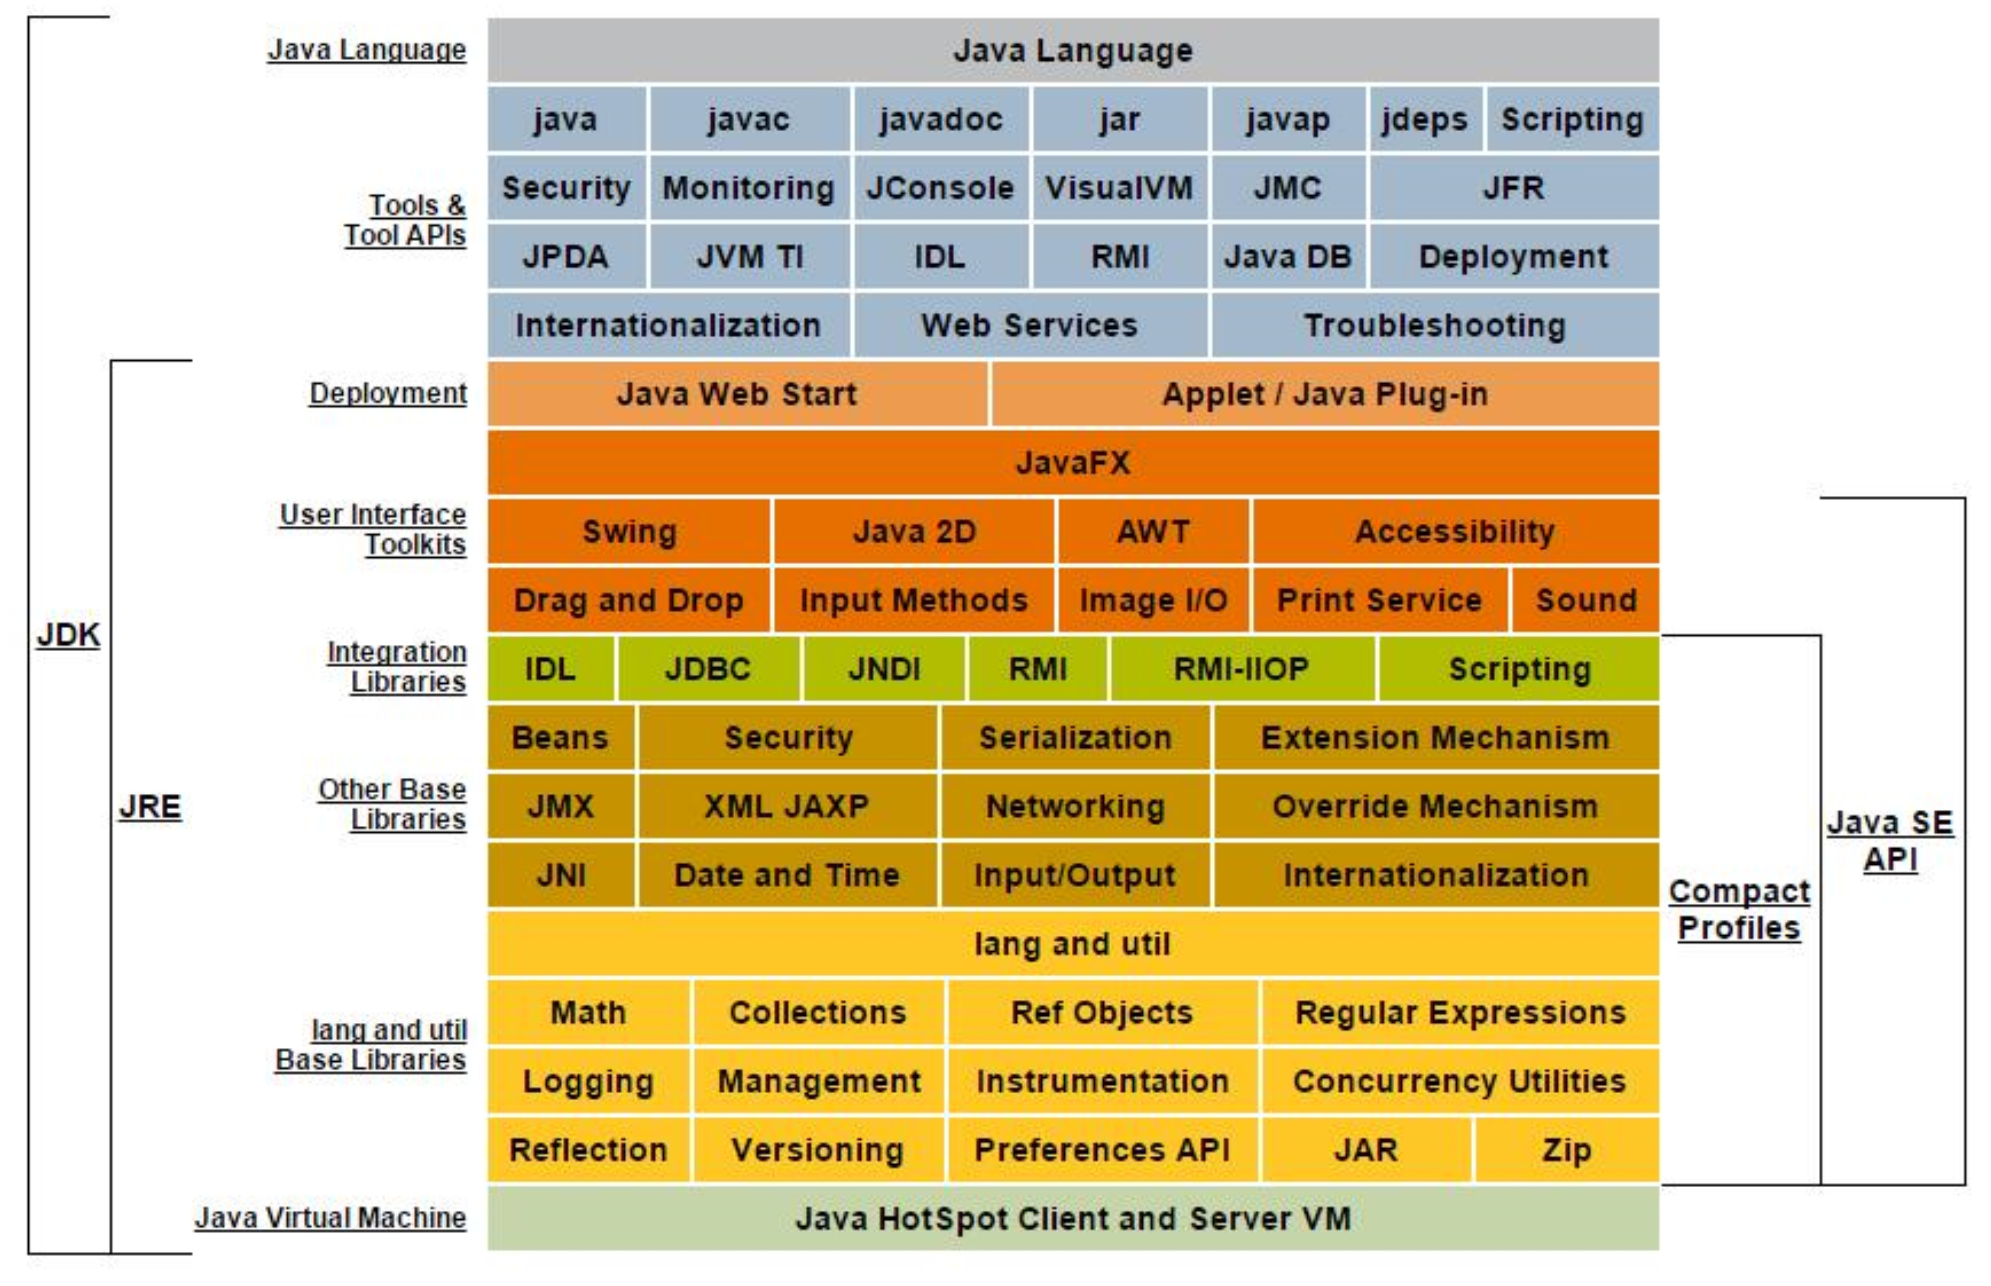 Java Language
Java Language
java javac javadoc jar javap jdeps Scripting
Tools &
Tool APIs
Security Monitoring JConsole VisualVM JMC JFR
JPDA JVM TI IDL RMI Java DB Deployment
Internationalization Web Services Troubleshooting
Deployment
Java Web Start Applet / Java Plug-in
JavaFX
User Interface
Toolkits
Swing Java 2D AWT Accessibility
Drag and Drop Input Methods Image I/O Print Service Sound
JDK
Integration
Libraries
IDL JDBC JNDI RMI RMI-IIOP Scripting
Beans Security Serialization Extension Mechanism
JRE
Other Base
Libraries
JMX XML JAXP Networking Override Mechanism
Java SE
API
JNI Date and Time Input/Output Internationalization
Compact
Profiles
lang and util
lang and util
Base Libraries
Math Collections Ref Objects Regular Expressions
Logging Management Instrumentation Concurrency Utilities
Reflection Versioning Preferences API JAR Zip
Java Virtual Machine
Java HotSpot Client and Server VM